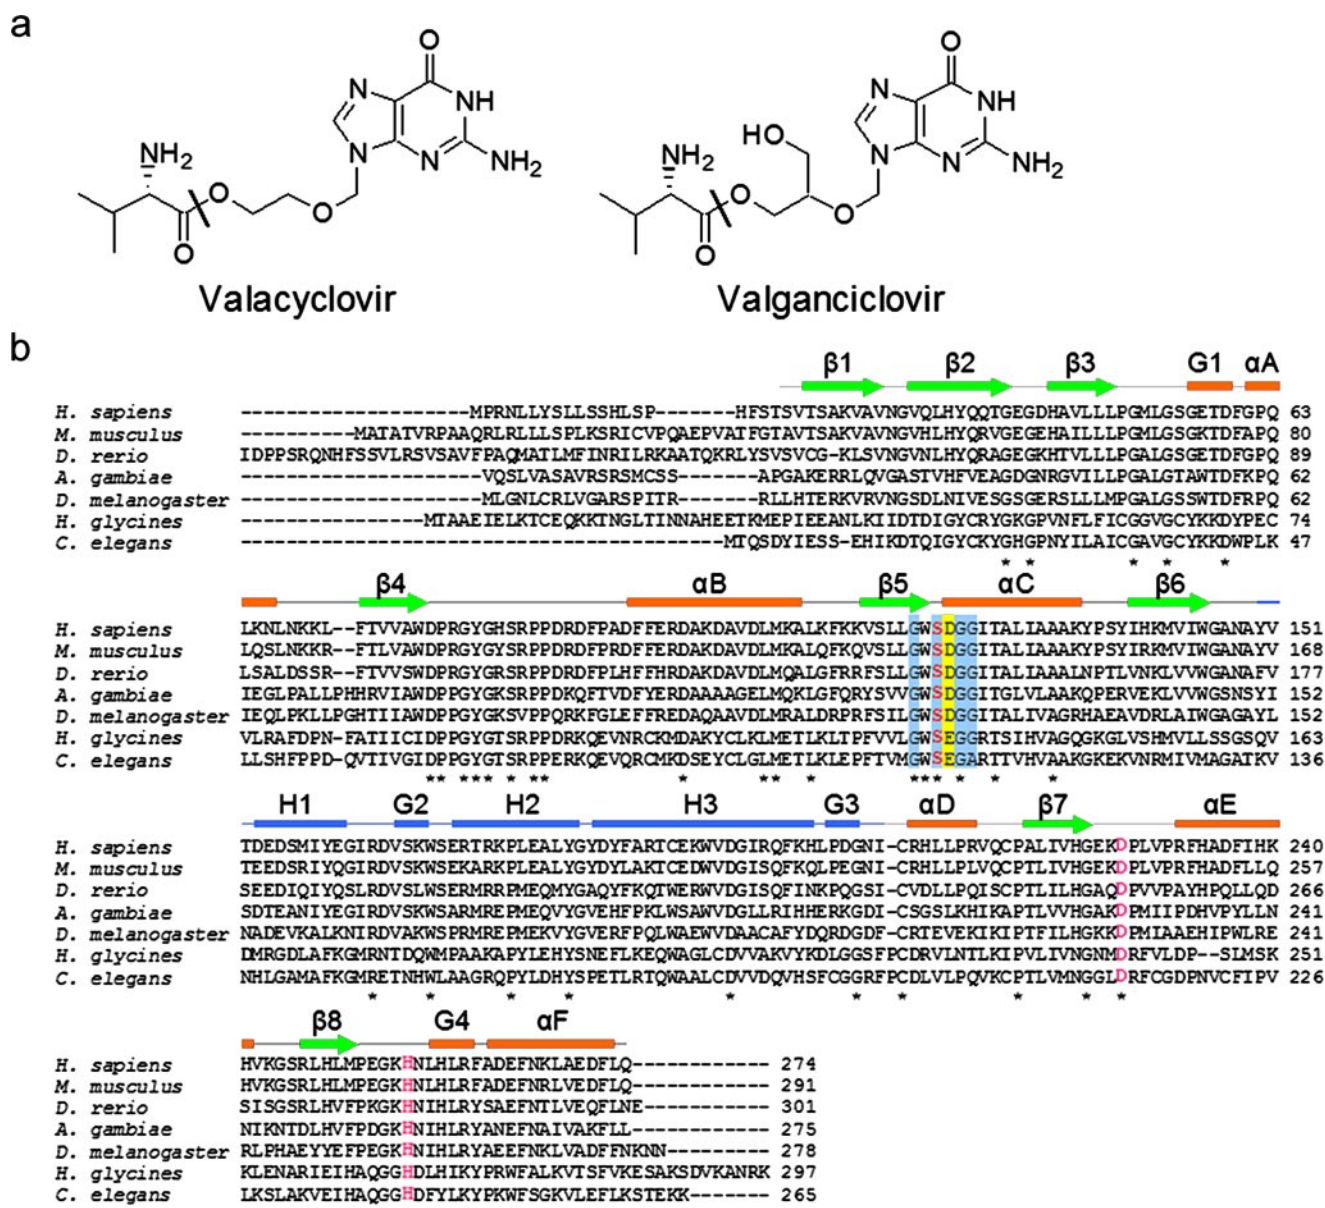 a
O
N
NH
N
N
NH2
NH2
O
O
O
Valacyclovir
O
N
NH
HO
N
N
NH2
NH2
O
O
O
Valganciclovir
b
β1 β2 β3 G1 αA
H. sapiens --------------------MPRNLLYSLLSSHLSP-------HFSTSVTSAKVAVNGVQLHYQQTGEGDHAVLLLPGMLGSGETDFGPQ 63
M. musculus ----------MATATVRPAAQRLRLLLSPLKSRICVPQAEPVATFGTAVTSAKVAVNGVHLHYQRVGEGEHAILLLPGMLGSGKTDFAPQ 80
D. rerio IDPPSRQNHFSSVLRSVSAVFPAQMATLMFINRILRKAATQKRLYSVSVCG-KLSVNGVNLHYQRAGEGKHTVLLLPGALGSGETDFGPQ 89
A. gambiae ---------------------VQSLVASAVRSRSMCSS-------APGAKERRLQVGASTVHFVEAGDGNRGVILLPGALGTAWTDFGPQ 62
D. melanogaster ---------------------MLGNLCRLVGARSPITR-------RLLHTERKVRVNGSDLNIVESGSGERSLLLMPGALGSSWTDFRPQ 62
H. glycines ----------------MTAAEIELKTCEQKKTNGLTINNAHEETKMEPIEEANLKIIDTDIGYCRYGKGPVNFLFICGGVGCYKKDYPEC 74
C. elegans ------------------------------------------MTQSDYIESS-EHIKDTQIGYCKYGHGPNYILAICGAVGCYKKDWPLK 47
* * * * *
β4 αB β5 αC β6
H. sapiens LKNLNKKL--FTVVAWDPRGYGHSRPPDRDFPADFFERDAKDAVDLMKALKFKKVSLLGWSDGGITALIAAAKYPSYIHKMVIWGANAYV 151
M. musculus LQSLNKKR--FTLVAWDPRGYGYSRPPDRDFPRDFFERDAKDAVDLMKALQFKQVSLLGWSDGGITALIAAAKYPSYIRKMVIWGANAYV 168
D. rerio LSALDSSR--FTVVSWDPRGYGRSRPPDRDFPLHFFHRDAKDAVDLMQALGFRRFSLLGWSDGGITALIAAALNPTLVNKLVVWGANAFV 177
A. gambiae IEGLPALLPHHRVIAWDPPGYGKSRPPDKQFTVDFYERDAAAAGELMQKLGFQRYSVVGWSDGGITGLVLAAKQPERVEKLVVWGSNSYI 152
D. melanogaster IEQLPKLLPGHTIIAWDPPGYGKSVPPQRKFGLEFFREDAQAAVDLMRALDRPRFSILGWSDGGITALIVAGRHAEAVDRLAIWGAGAYL 152
H. glycines VLRAFDPN-FATIICIDPPGYGTSRPPDRKQEVNRCKMDAKYCLKLMETLKLTPFVVLGWSEGGRTSIHVAGQGKGLVSHMVLLSSGSQV 163
C. elegans LLSHFPPD-QVTIVGIDPPGYGTSRPPERKQEVQRCMKDSEYCLGLMETLKLEPFTVMGWSEGARTTVHVAAKGKEKVNRMIVMAGATKV 136
** *** * ** * ** * *** * * *
H1 G2 H2 H3 G3 αD β7 αE
H. sapiens TDEDSMIYEGIRDVSKWSERTRKPLEALYGYDYFARTCEKWVDGIRQFKHLPDGNI-CRHLLPRVQCPALIVHGEKDPLVPRFHADFIHK 240
M. musculus TEEDSRIYQGIRDVSKWSEKARKPLEALYGYDYLAKTCEDWVDGISQFKQLPEGNI-CRHLLPLVQCPTLIVHGEKDPLVPRFHADFLLQ 257
D. rerio SEEDIQIYQSLRDVSLWSERMRRPMEQMYGAQYFKQTWERWVDGISQFINKPQGSI-CVDLLPQISCPTLILHGAQDPVVPAYHPQLLQD 266
A. gambiae SDTEANIYEGIRDVSKWSARMREPMEQVYGVEHFPKLWSAWVDGLLRIHHERKGDI-CSGSLKHIKAPTLVVHGAKDPMIIPDHVPYLLN 241
D. melanogaster NADEVKALKNIRDVAKWSPRMREPMEKVYGVERFPQLWAEWVDAACAFYDQRDGDF-CRTEVEKIKIPTFILHGKKDPMIAAEHIPWLRE 241
H. glycines DMRGDLAFKGMRNTDQWMPAAKAPYLEHYSNEFLKEQWAGLCDVVAKVYKDLGGSFPCDRVLNTLKIPVLIVNGNMDRFVLDP--SLMSK 251
C. elegans NHLGAMAFKGMRETNHWLAAGRQPYLEHYSPETLRTQWAALCDVVDQVHSFCGGRFPCDLVLPQVKCPTLVMNGGLDRFCGDPNVCFIPV 226
* * * * * * * * * *
β8 G4 αF
H. sapiens HVKGSRLHLMPEGKHNLHLRFADEFNKLAEDFLQ------------ 274
M. musculus HVKGSRLHLMPEGKHNLHLRFADEFNRLVEDFLQ------------ 291
D. rerio SISGSRLHVFPKGKHNIHLRYSAEFNTLVEQFLNE----------- 301
A. gambiae NIKNTDLHVFPDGKHNIHLRYANEFNAIVAKFLL------------ 275
D. melanogaster RLPHAEYYEFPEGKHNIHLRYAEEFNKLVADFFNKNN--------- 278
H. glycines KLENARIEIHAQGGHDLHIKYPRWFALKVTSFVKESAKSDVKANRK 297
C. elegans LKSLAKVEIHAQGGHDFYLKYPKWFSGKVLEFLKSTEKK------- 265